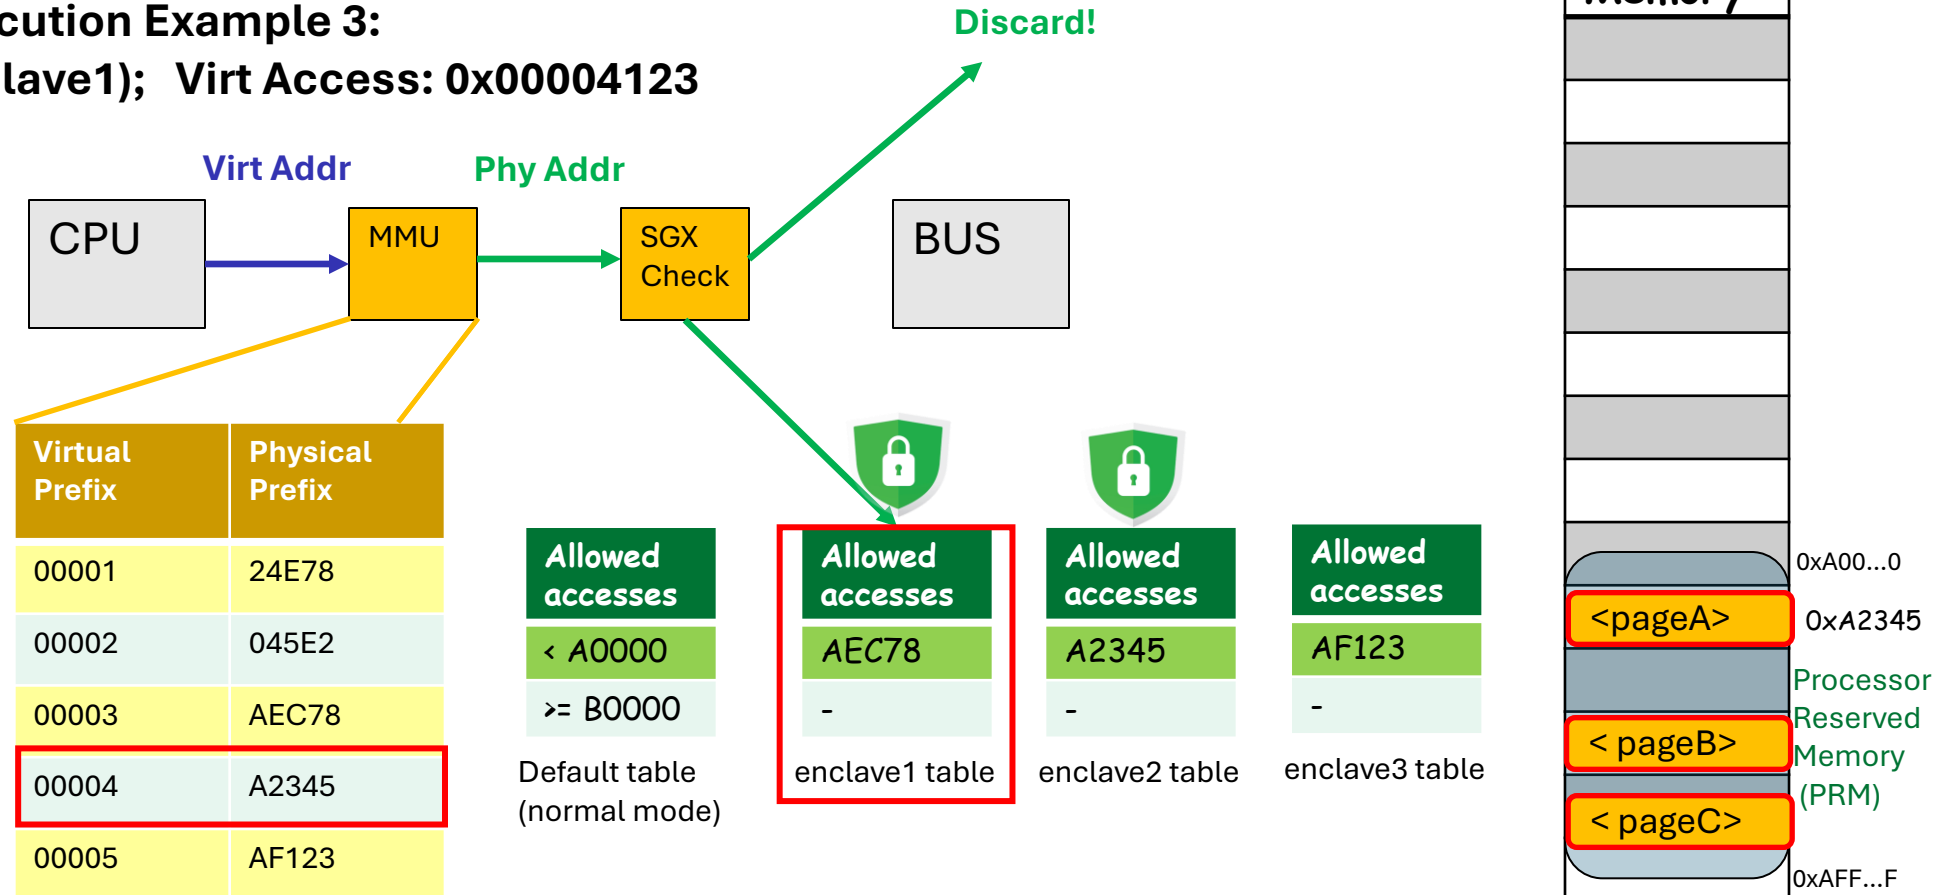 cution Example 3:
lave1); Virt Access: 0x00004123
Discard!
Memory
Virt Addr
Phy Addr
CPU
MMU
SGX
Check
BUS
Virtual
Prefix
Physical
Prefix
00001
24E78
00002
045E2
00003
AEC78
00004
A2345
00005
AF123
Allowed
accesses
< A0000
>= B0000
Default table
(normal mode)
Allowed
accesses
AEC78
-
enclave1 table
Allowed
accesses
A2345
-
enclave2 table
Allowed
accesses
AF123
-
enclave3 table
0xA00...0
<pageA>
0xA2345
Processor
Reserved
Memory
(PRM)
< pageB>
< pageC>
0xAFF...F